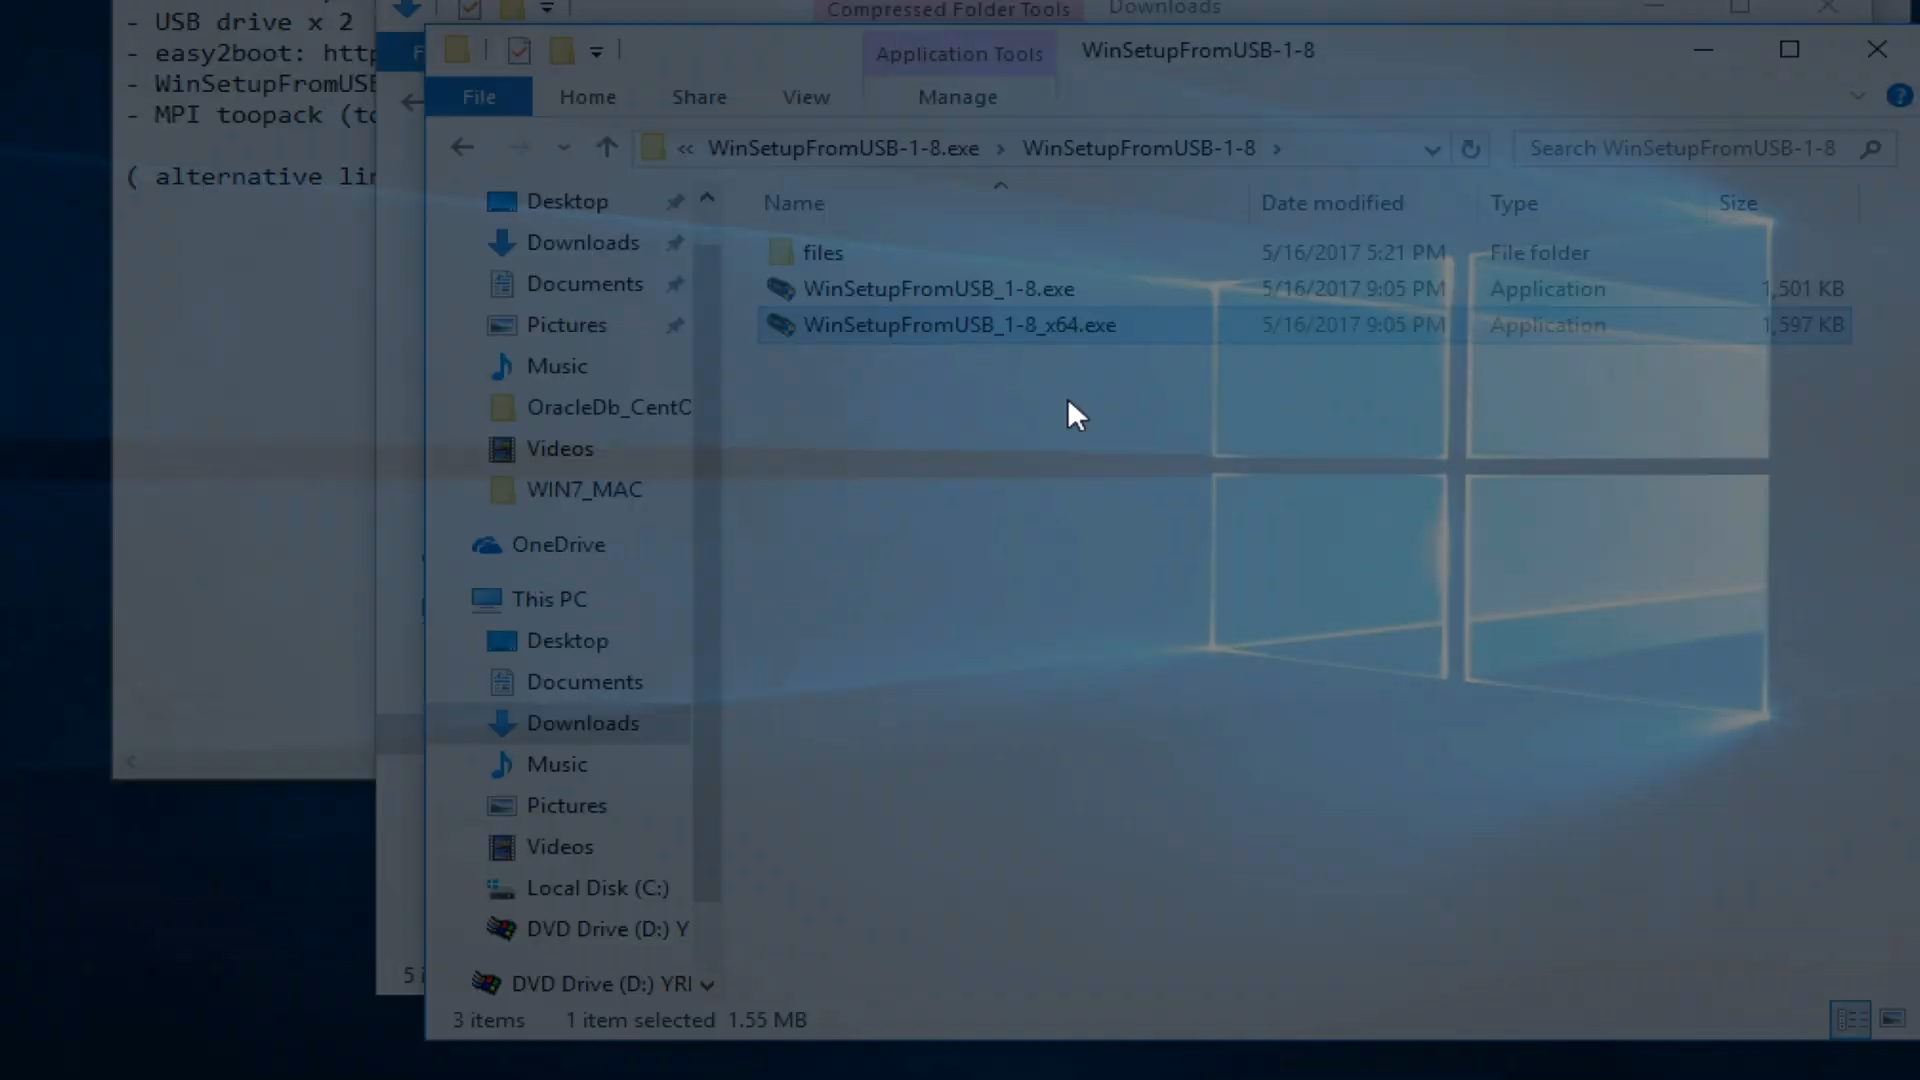 - USB drive x 2
- easy2boot: http
- WinSetupFromUSB
- MPI toopack (to
( alternative lin
Compressed Folder Tools
Downloads
Application Tools
WinSetupFromUSB-1-8
File
Home
Share
View
Manage
« WinSetupFromUSB-1-8.exe › WinSetupFromUSB-1-8 ›
Search WinSetupFromUSB-1-8
Name Date modified Type Size
files 5/16/2017 5:21 PM File folder
WinSetupFromUSB_1-8.exe 5/16/2017 9:05 PM Application 1,501 KB
WinSetupFromUSB_1-8_x64.exe 5/16/2017 9:05 PM Application 1,597 KB
Desktop
Downloads
Documents
Pictures
Music
OracleDb_CentO
Videos
WIN7_MAC
OneDrive
This PC
Desktop
Documents
Downloads
Music
Pictures
Videos
Local Disk (C:)
DVD Drive (D:) Y
DVD Drive (D:) YRI
5 i
3 items 1 item selected 1.55 MB